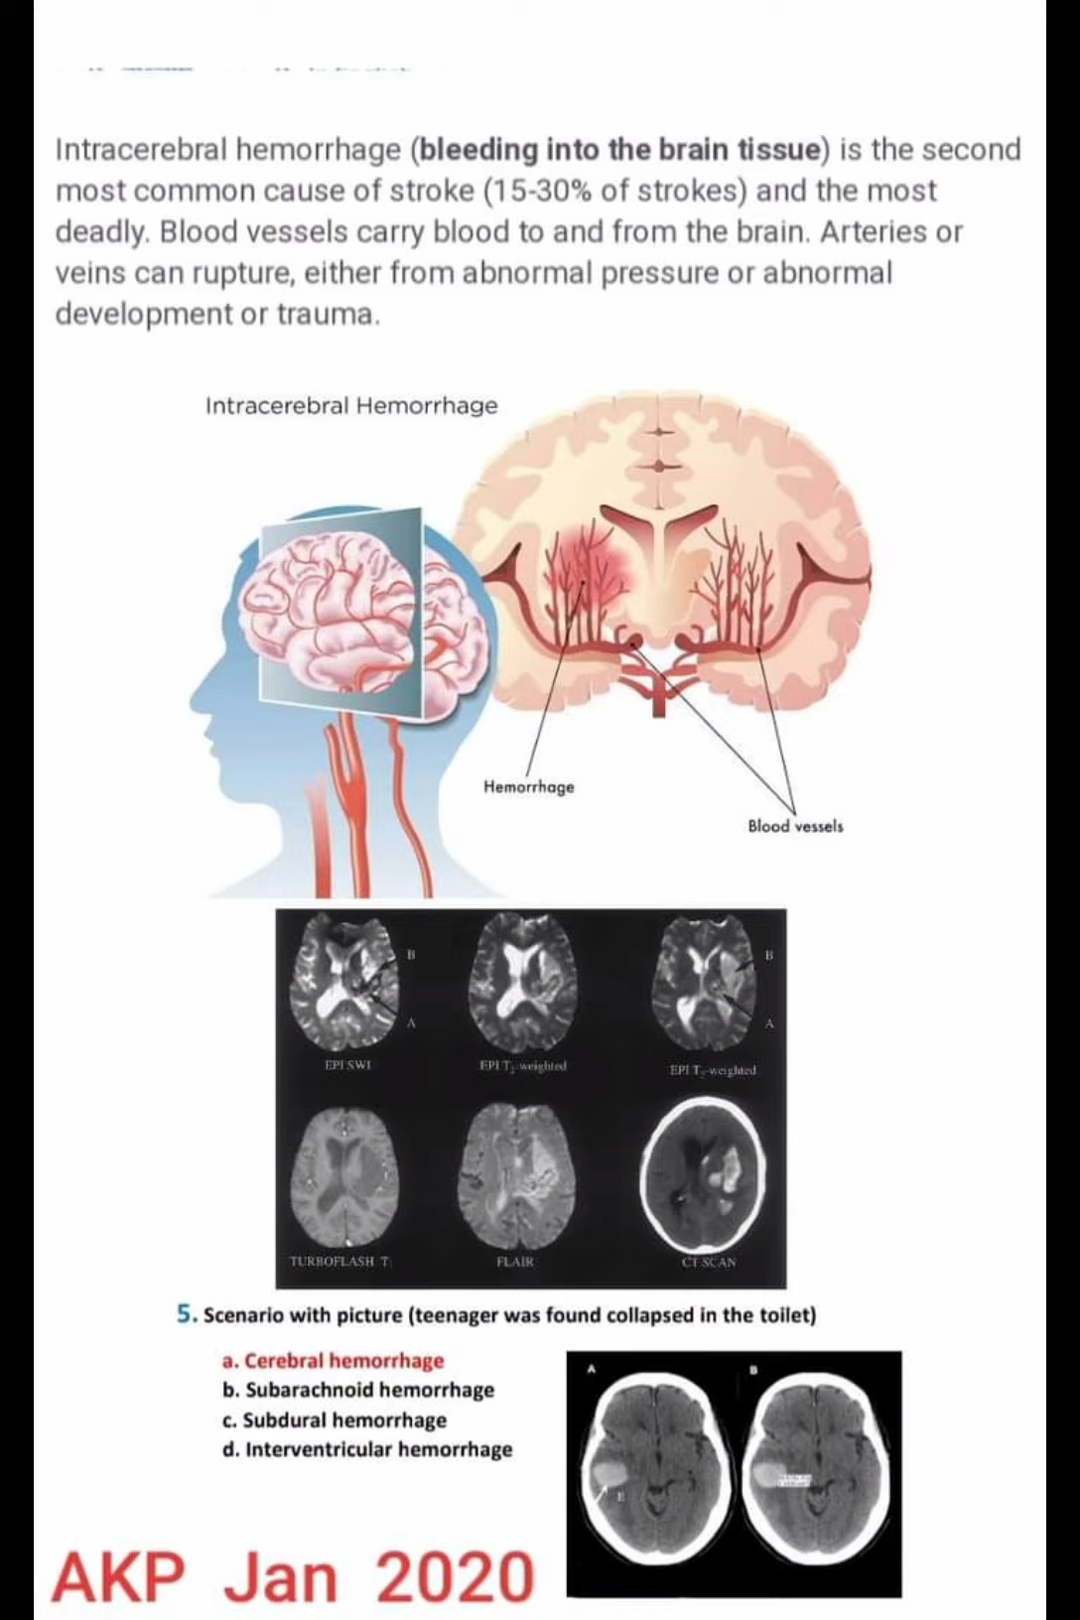 Intracerebral hemorrhage (bleeding into the brain tissue) is the second
most common cause of stroke (15-30% of strokes) and the most
deadly. Blood vessels carry blood to and from the brain. Arteries or
veins can rupture, either from abnormal pressure or abnormal
development or trauma.
Intracerebral Hemorrhage
Hemorrhage
Blood vessels
B
B
A
A
EPI SWI
EPI T2-weighted
EPI T2-weighted
TURBOFLASH T1
FLAIR
CT SCAN
5. Scenario with picture (teenager was found collapsed in the toilet)
a. Cerebral hemorrhage
b. Subarachnoid hemorrhage
c. Subdural hemorrhage
d. Interventricular hemorrhage
A
B
E
AKP Jan 2020